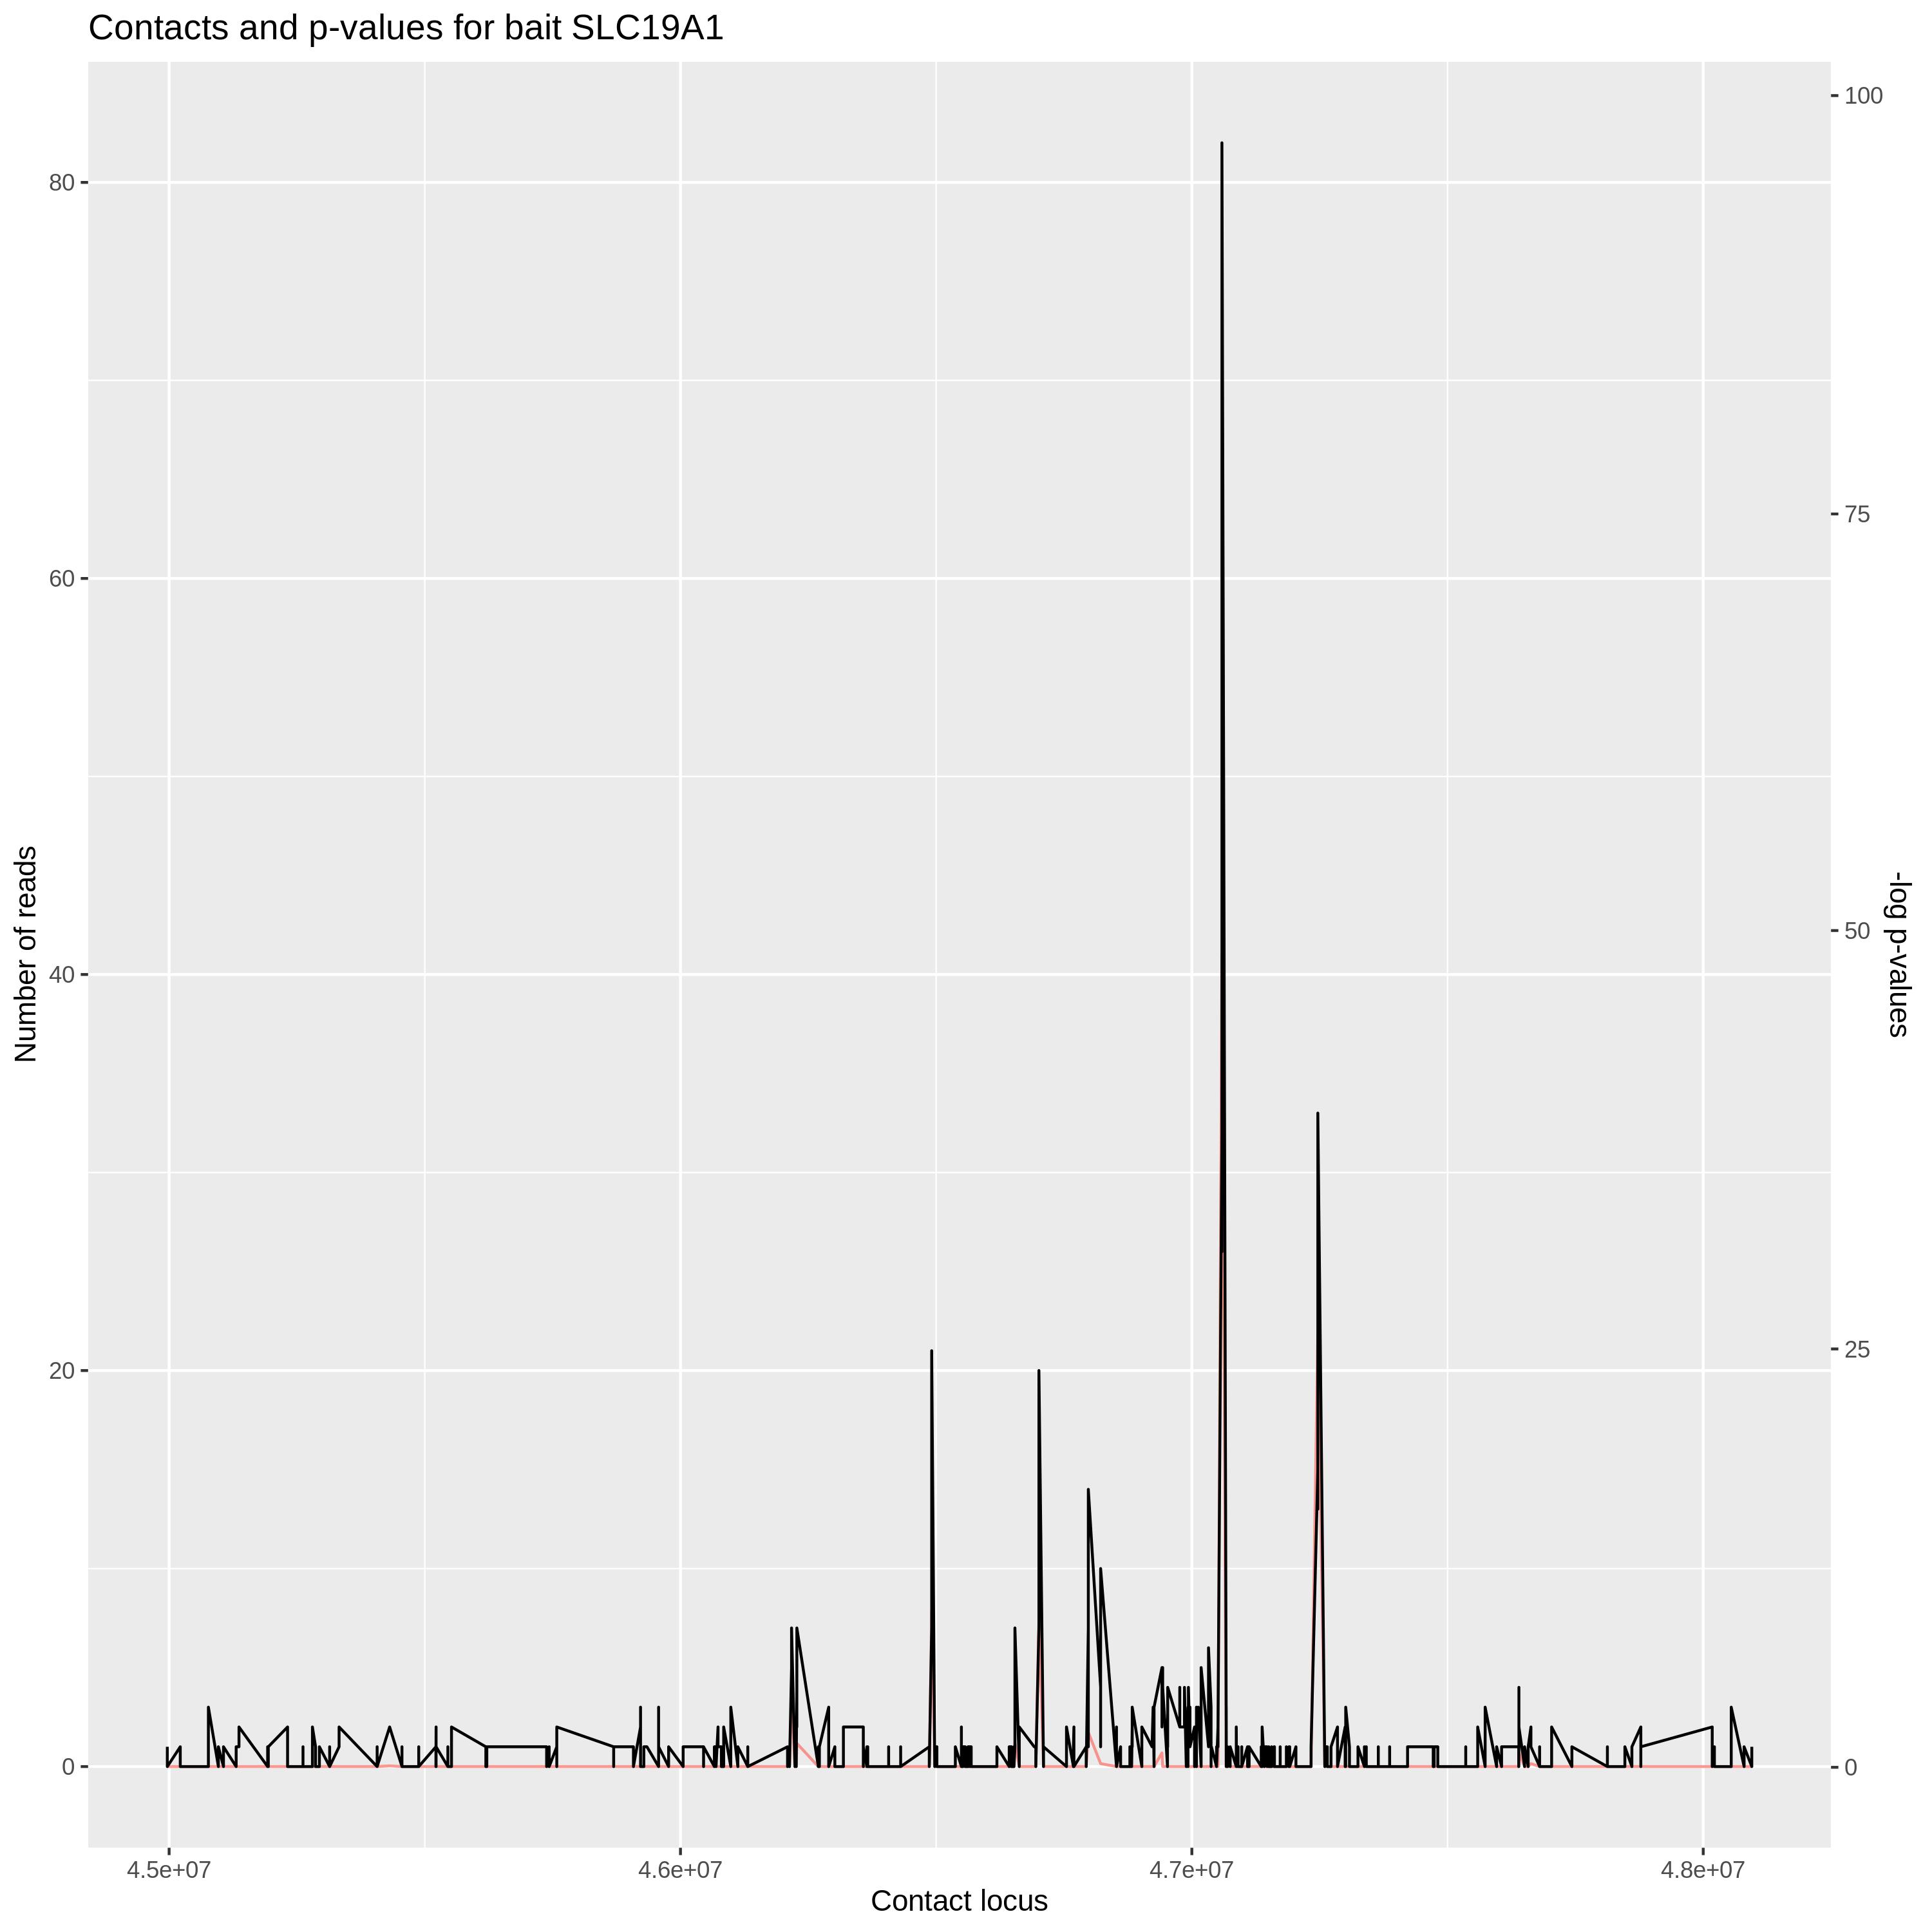 Contacts and p-values for bait SLC19A1
Number of reads
80
60
40
20
0
100
75
50
25
0
-log p-values
4.5e+07
4.6e+07
4.7e+07
4.8e+07
Contact locus